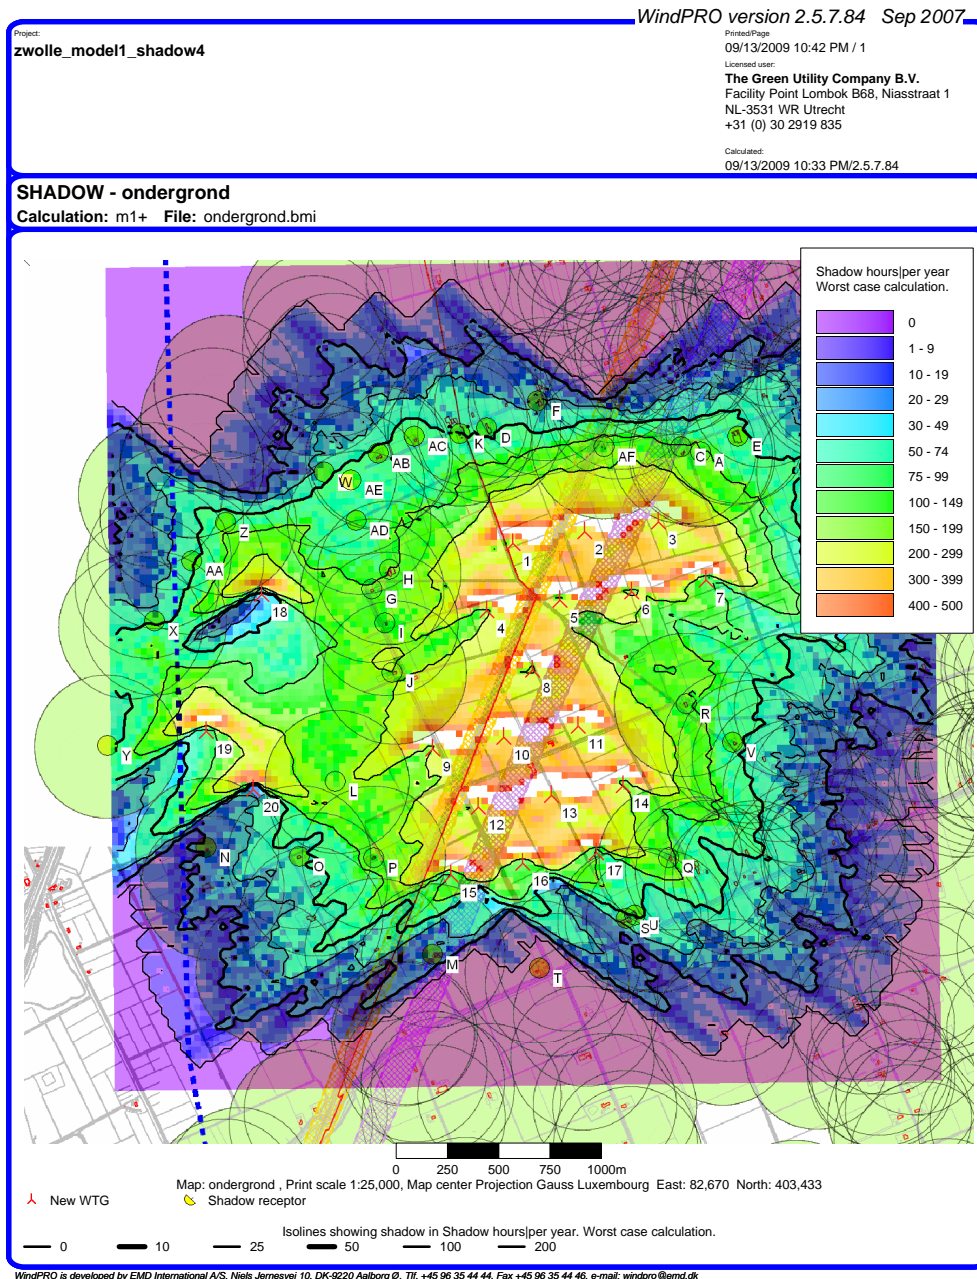 WindPRO version 2.5.7.84 Sep 2007
Project:
zwolle_model1_shadow4
Printed/Page
09/13/2009 10:42 PM / 1
Licensed user:
The Green Utility Company B.V.
Facility Point Lombok B68, Niasstraat 1
NL-3531 WR Utrecht
+31 (0) 30 2919 835
Calculated:
09/13/2009 10:33 PM/2.5.7.84
SHADOW - ondergrond
Calculation: m1+ File: ondergrond.bmi
Shadow hours|per year
Worst case calculation.
0
1 - 9
10 - 19
20 - 29
30 - 49
50 - 74
75 - 99
100 - 149
150 - 199
200 - 299
300 - 399
400 - 500
F
AC
K
D
E
AB
AF
C
A
W
AE
Z
AD
1
2
3
AA
H
G
18
4
5
6
7
X
I
J
8
R
Y
19
9
10
11
V
L
20
12
13
14
N
O
P
15
16
17
Q
S
U
M
T
0
250
500
750
1000m
Map: ondergrond , Print scale 1:25,000, Map center Projection Gauss Luxembourg East: 82,670 North: 403,433
New WTG
Shadow receptor
Isolines showing shadow in Shadow hours|per year. Worst case calculation.
0
10
25
50
100
200
WindPRO is developed by EMD International A/S, Niels Jernesvej 10, DK-9220 Aalborg Ø, Tlf. +45 96 35 44 44, Fax +45 96 35 44 46, e-mail: windpro@emd.dk